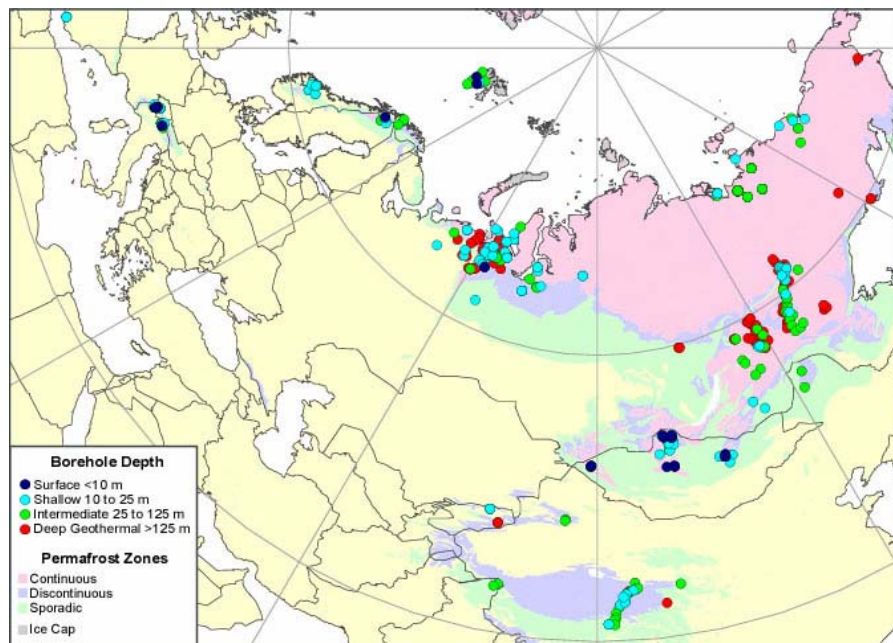 Borehole Depth
Surface <10 m
Shallow 10 to 25 m
Intermediate 25 to 125 m
Deep Geothermal >125 m
Permafrost Zones
Continuous
Discontinuous
Sporadic
Ice Cap